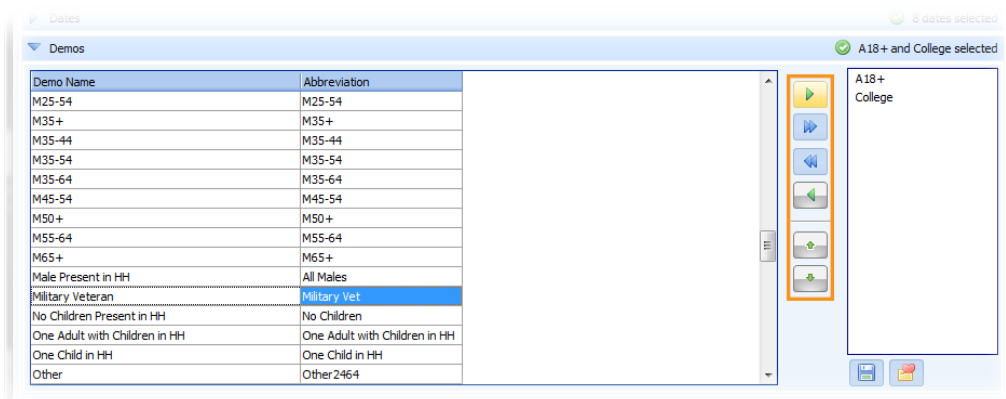 Dates 8 dates selected
Demos A18+ and College selected
Demo Name Abbreviation
M25-54 M25-54
M35+ M35+
M35-44 M35-44
M35-54 M35-54
M35-64 M35-64
M45-54 M45-54
M50+ M50+
M55-64 M55-64
M65+ M65+
Male Present in HH All Males
Military Veteran Military Vet
No Children Present in HH No Children
One Adult with Children in HH One Adult with Children in HH
One Child in HH One Child in HH
Other Other2464
A18+
College